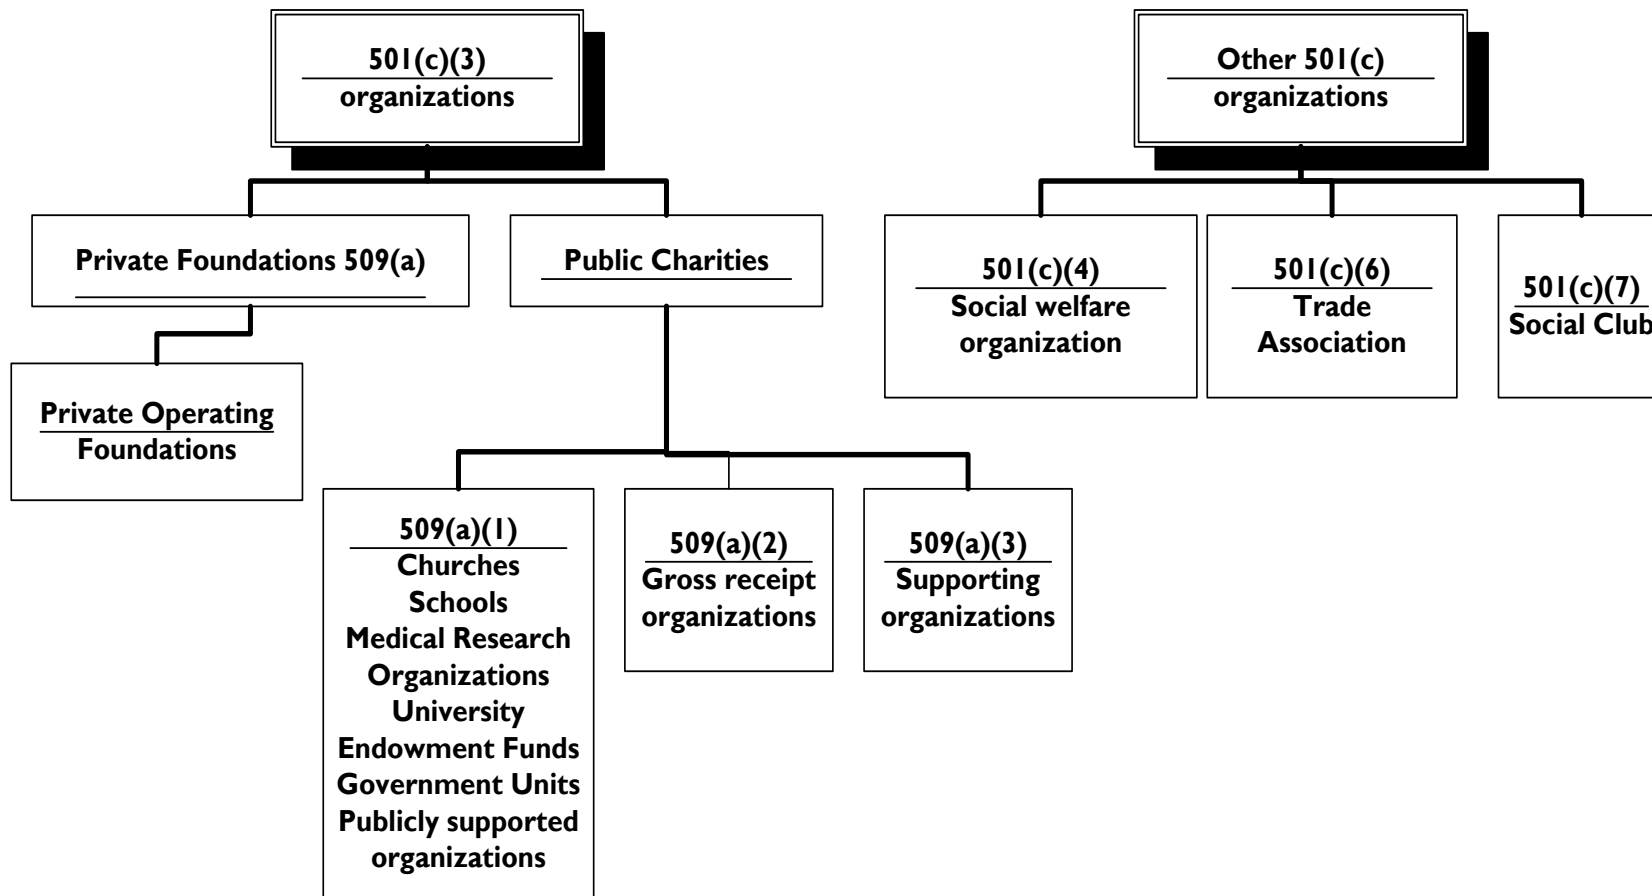 501(c)(3)
organizations
Other 501(c)
organizations
Private Foundations 509(a)
Public Charities
501(c)(4)
Social welfare
organization
501(c)(6)
Trade
Association
501(c)(7)
Social Club
Private Operating
Foundations
509(a)(1)
Churches
Schools
Medical Research
Organizations
University
Endowment Funds
Government Units
Publicly supported
organizations
509(a)(2)
Gross receipt
organizations
509(a)(3)
Supporting
organizations